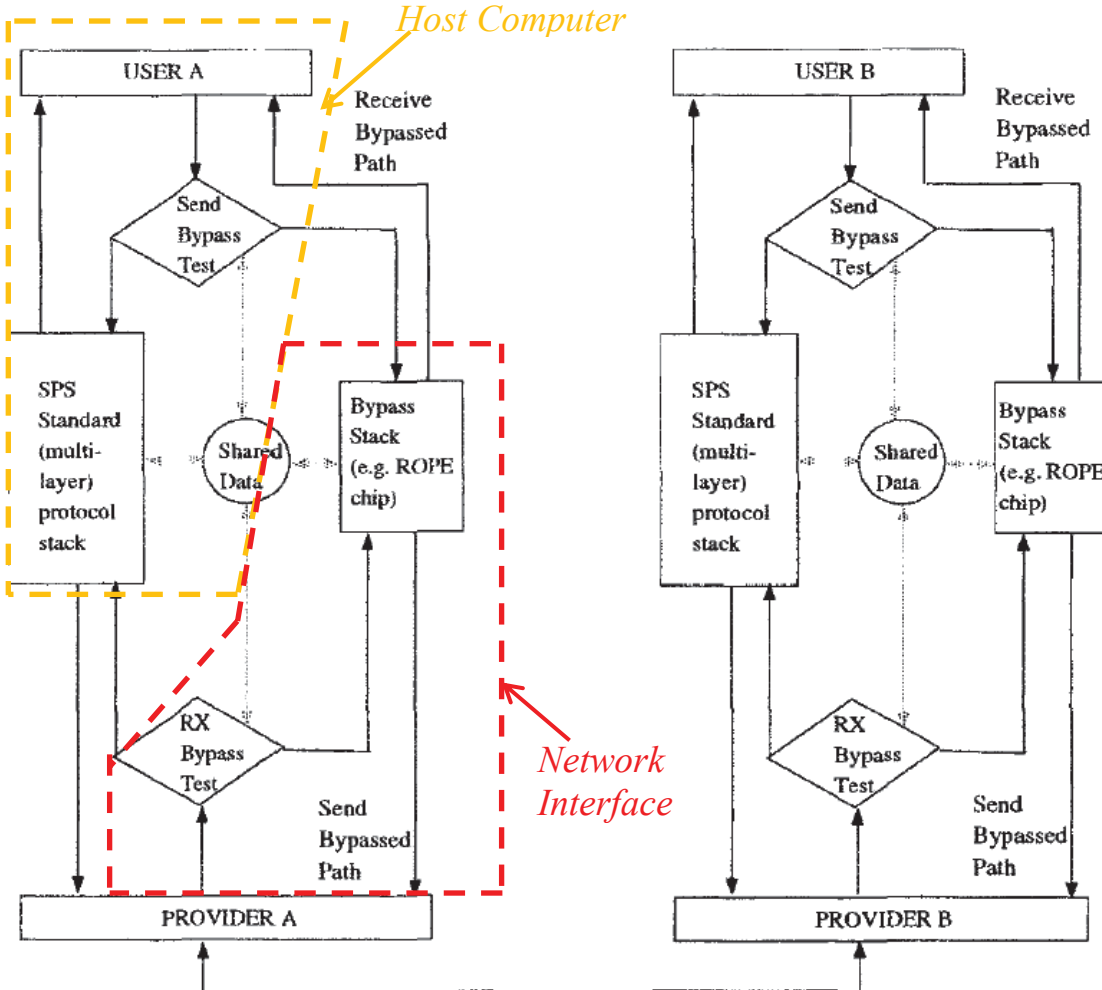 Host Computer
USER A
Receive
Bypassed
Path
Send
Bypass
Test
SPS
Standard
(multi-
layer)
protocol
stack
Shared
Data
Bypass
Stack
(e.g. ROPE
chip)
RX
Bypass
Test
Network
Interface
Send
Bypassed
Path
PROVIDER A
USER B
Receive
Bypassed
Path
Send
Bypass
Test
SPS
Standard
(multi-
layer)
protocol
stack
Shared
Data
Bypass
Stack
(e.g. ROPE
chip)
RX
Bypass
Test
Send
Bypassed
Path
PROVIDER B